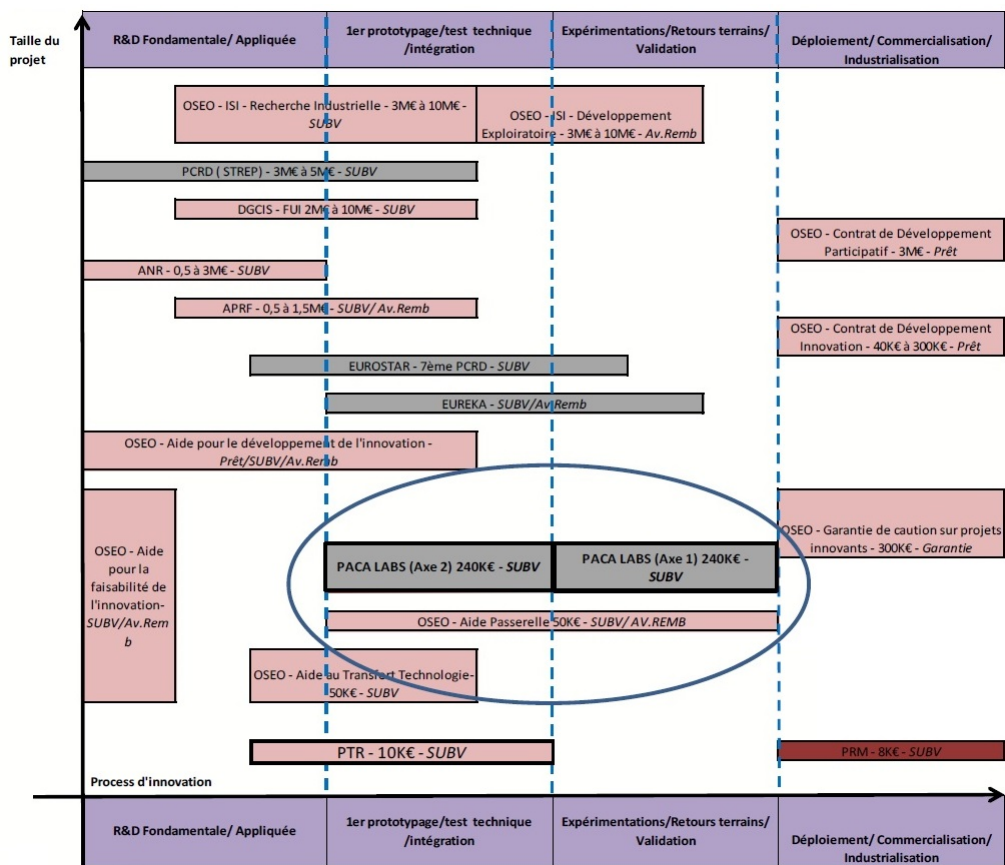 Taille du
projet
R&D Fondamentale/ Appliquée
1er prototypage/test technique
/intégration
Expérimentations/Retours terrains/
Validation
Déploiement/ Commercialisation/
Industrialisation
OSEO - ISI - Recherche Industrielle - 3M€ à 10M€ -
SUBV
OSEO - ISI - Développement
Exploiratoire - 3M€ à 10M€ - Av.Remb
PCRD ( STREP) - 3M€ à 5M€ - SUBV
DGCIS - FUI 2M€ à 10M€ - SUBV
OSEO - Contrat de Développement
Participatif - 3M€ - Prêt
ANR - 0,5 à 3M€ - SUBV
APRF - 0,5 à 1,5M€ - SUBV/ Av.Remb
OSEO - Contrat de Développement
Innovation - 40K€ à 300K€ - Prêt
EUROSTAR - 7ème PCRD - SUBV
EUREKA - SUBV/Av.Remb
OSEO - Aide pour le développement de l'innovation -
Prêt/SUBV/Av.Remb
OSEO - Aide
pour la
faisabilité de
l'innovation-
SUBV/Av.Rem
b
PACA LABS (Axe 2) 240K€ - SUBV
PACA LABS (Axe 1) 240K€ -
SUBV
OSEO - Garantie de caution sur projets
innovants - 300K€ - Garantie
OSEO - Aide Passerelle 50K€ - SUBV/ AV.REMB
OSEO - Aide au Transfort Technologie-
50K€ - SUBV
PTR - 10K€ - SUBV
PRM - 8K€ - SUBV
Process d'innovation
R&D Fondamentale/ Appliquée
1er prototypage/test technique
/intégration
Expérimentations/Retours terrains/
Validation
Déploiement/ Commercialisation/
Industrialisation